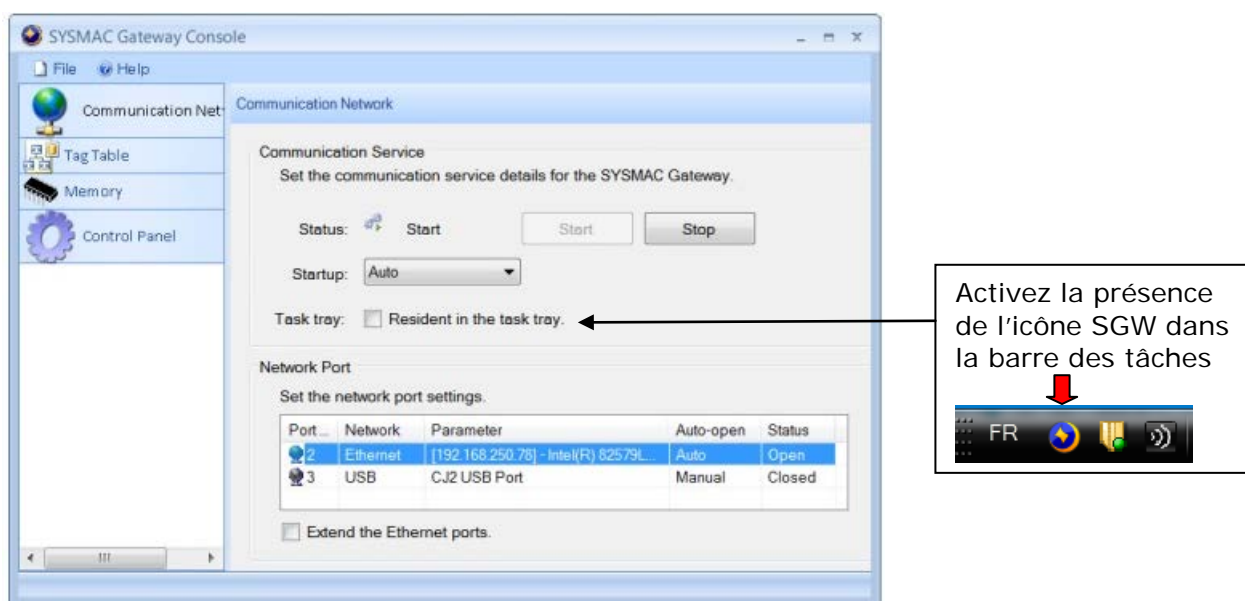 SYSMAC Gateway Console
File Help
Communication Net
Tag Table
Memory
Control Panel
Communication Network
Communication Service
Set the communication service details for the SYSMAC Gateway.
Status: Start Start Stop
Startup: Auto
Task tray: Resident in the task tray.
Network Port
Set the network port settings.
Port... Network Parameter Auto-open Status
2 Ethernet [192.168.250.78] - Intel(R) 82579L... Auto Open
3 USB CJ2 USB Port Manual Closed
Extend the Ethernet ports.
Activez la présence
de l'icône SGW dans
la barre des tâches
FR